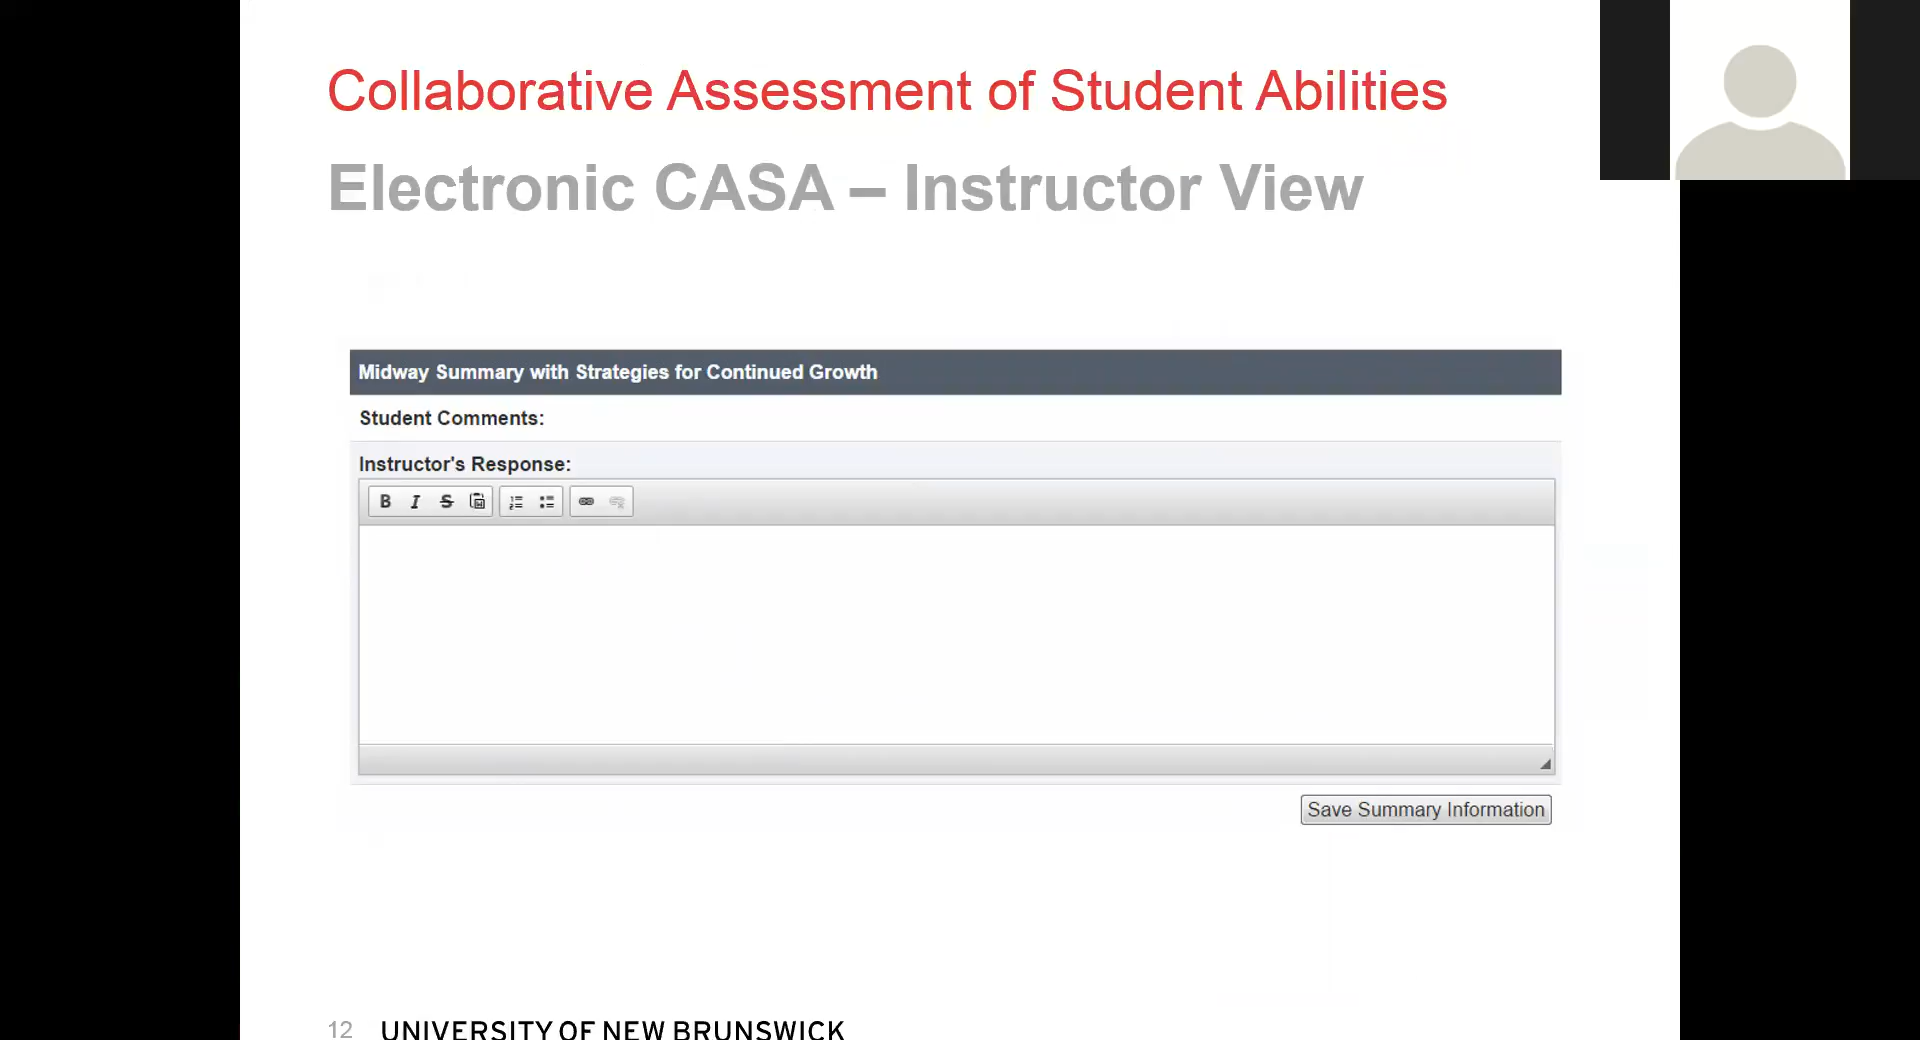 Collaborative Assessment of Student Abilities
Electronic CASA – Instructor View
Midway Summary with Strategies for Continued Growth
Student Comments:
Instructor's Response:
B I S
Save Summary Information
12 UNIVERSITY OF NEW BRUNSWICK